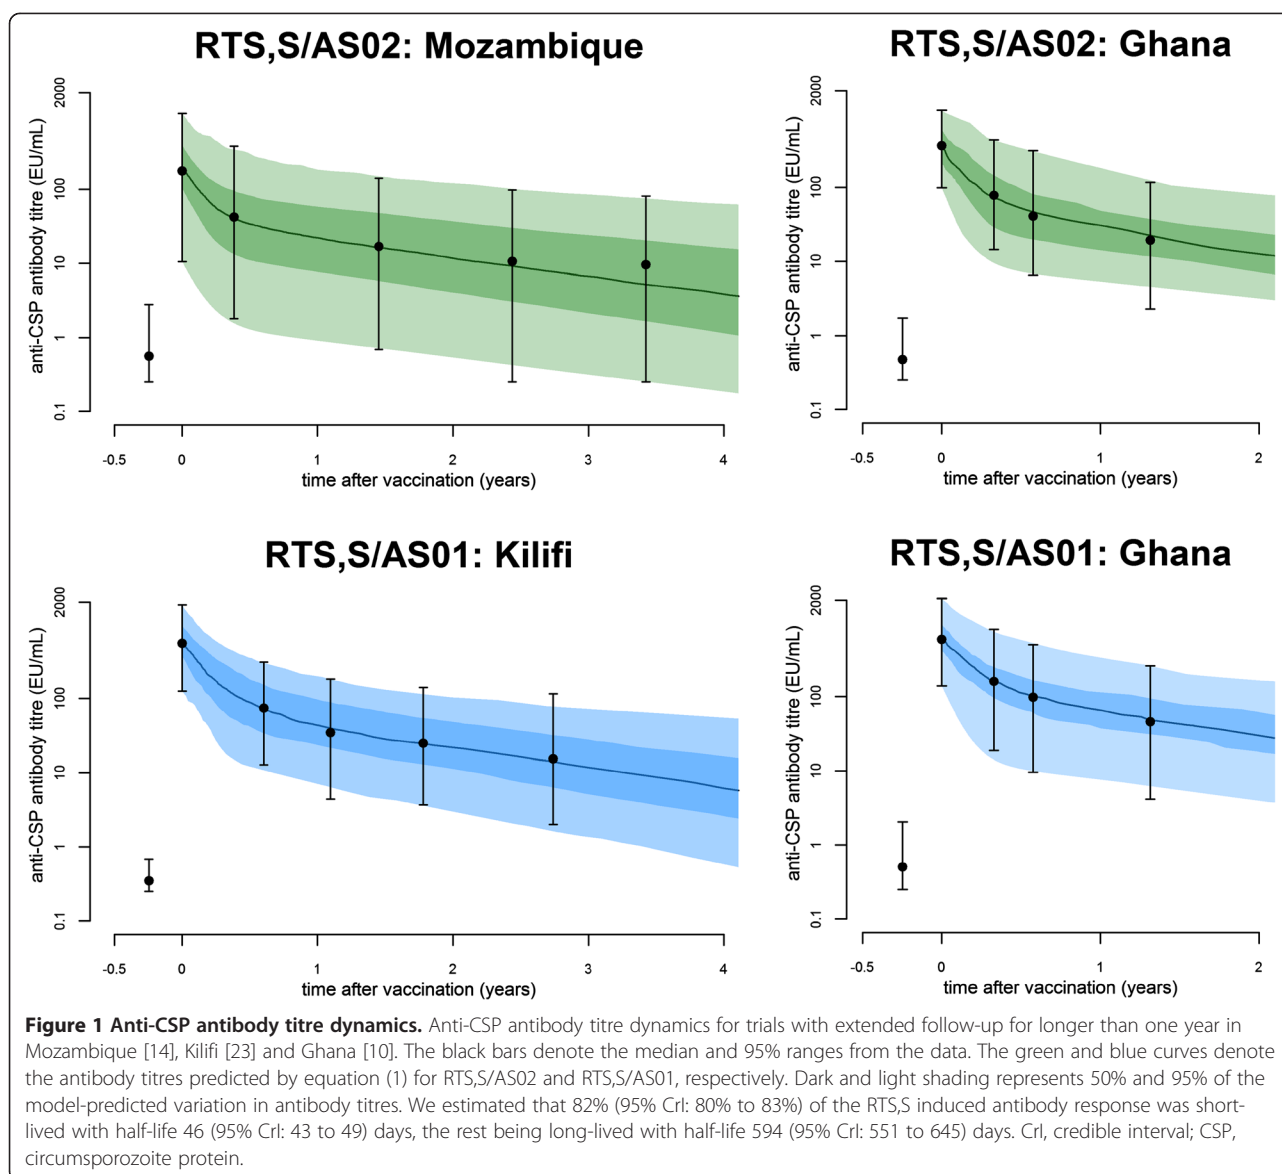 RTS,S/AS02: Mozambique
anti-CSP antibody titre (EU/mL)
2000
100
10
1
0.1
-0.5 0 1 2 3 4
time after vaccination (years)
RTS,S/AS02: Ghana
anti-CSP antibody titre (EU/mL)
2000
100
10
1
0.1
-0.5 0 1 2
time after vaccination (years)
RTS,S/AS01: Kilifi
anti-CSP antibody titre (EU/mL)
2000
100
10
1
0.1
-0.5 0 1 2 3 4
time after vaccination (years)
RTS,S/AS01: Ghana
anti-CSP antibody titre (EU/mL)
2000
100
10
1
0.1
-0.5 0 1 2
time after vaccination (years)
Figure 1 Anti-CSP antibody titre dynamics. Anti-CSP antibody titre dynamics for trials with extended follow-up for longer than one year in
Mozambique [14], Kilifi [23] and Ghana [10]. The black bars denote the median and 95% ranges from the data. The green and blue curves denote
the antibody titres predicted by equation (1) for RTS,S/AS02 and RTS,S/AS01, respectively. Dark and light shading represents 50% and 95% of the
model-predicted variation in antibody titres. We estimated that 82% (95% CrI: 80% to 83%) of the RTS,S induced antibody response was short-
lived with half-life 46 (95% CrI: 43 to 49) days, the rest being long-lived with half-life 594 (95% CrI: 551 to 645) days. CrI, credible interval; CSP,
circumsporozoite protein.